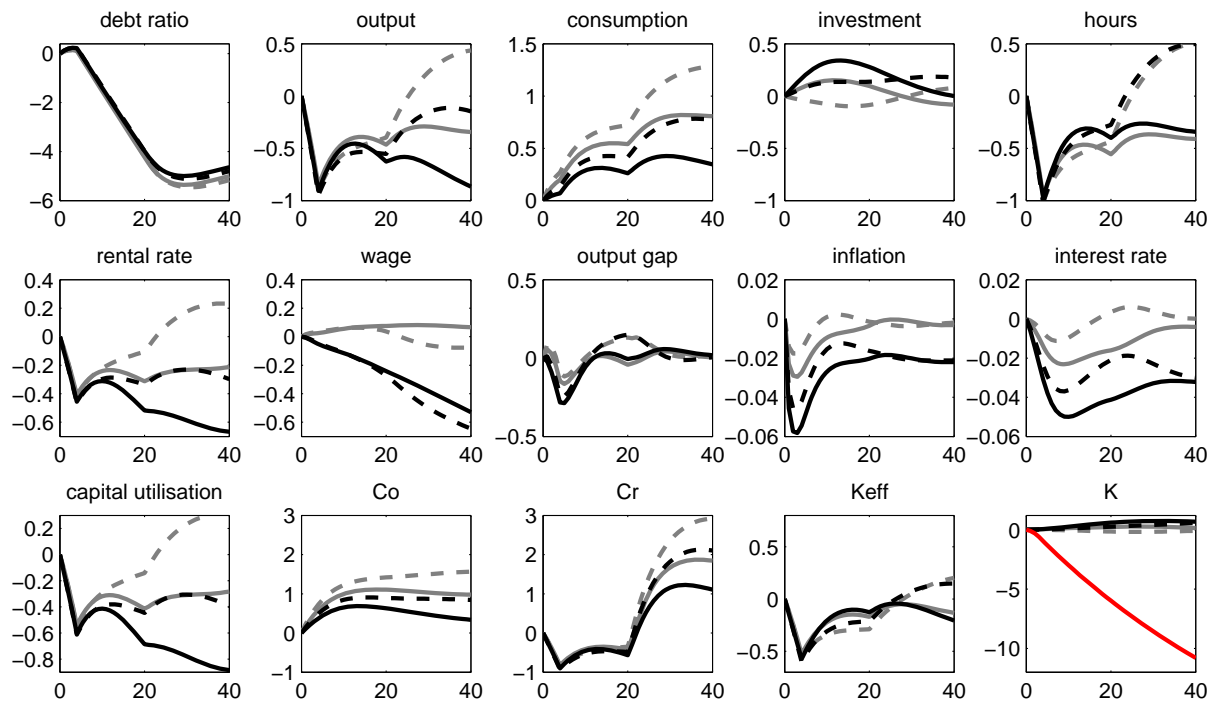 debt ratio output consumption investment hours
0 −2 −4 −6 0 20 40
0.5 0 −0.5 −1 0 20 40
1.5 1 0.5 0 0 20 40
1 0.5 0 −0.5 −1 0 20 40
0.5 0 −0.5 −1 0 20 40
rental rate wage output gap inflation interest rate
0.4 0.2 0 −0.2 −0.4 −0.6 0 20 40
0.4 0.2 0 −0.2 −0.4 −0.6 0 20 40
0.5 0 −0.5 0 20 40
0.02 0 −0.02 −0.04 −0.06 0 20 40
0.02 0 −0.02 −0.04 −0.06 0 20 40
capital utilisation Co Cr Keff K
0.2 0 −0.2 −0.4 −0.6 −0.8 0 20 40
3 2 1 0 −1 0 20 40
3 2 1 0 −1 0 20 40
0.5 0 −0.5 0 20 40
0 −5 −10 0 20 40